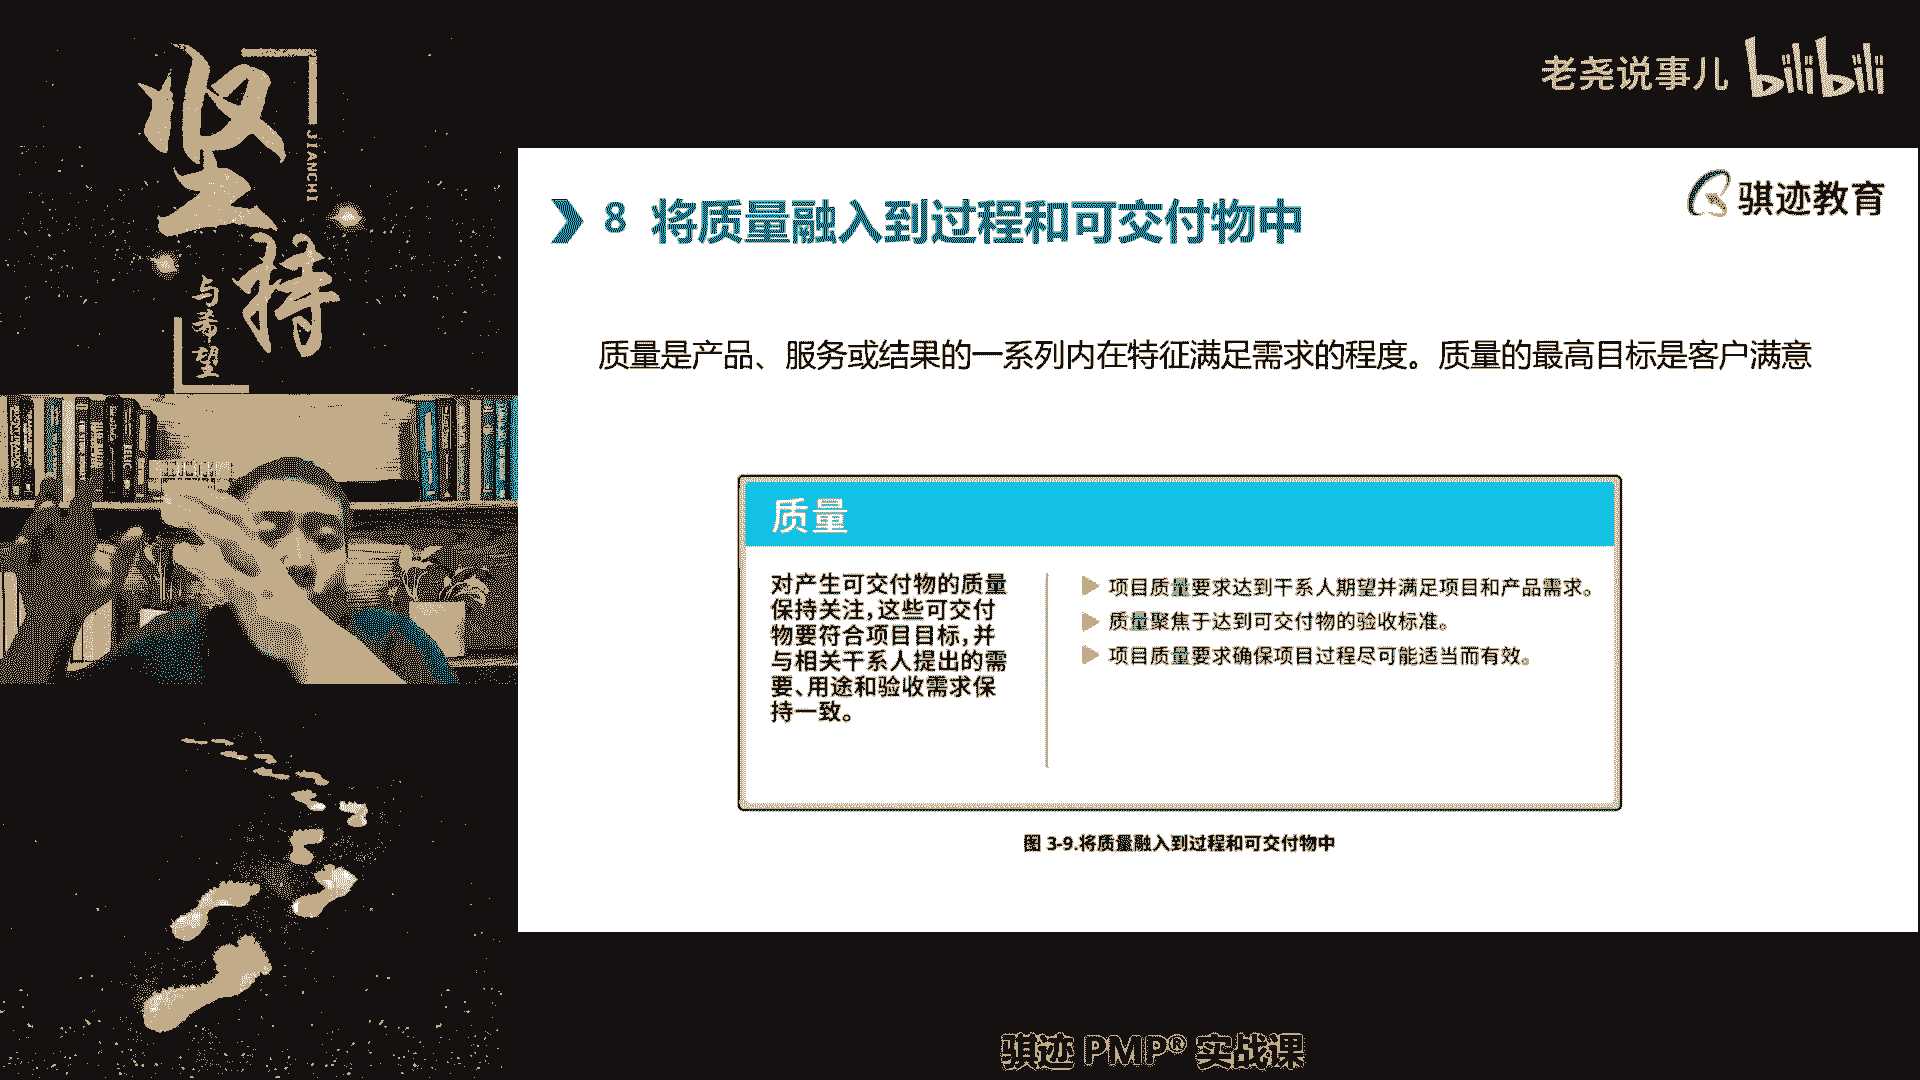 坚持
JIANCHI
与希望
老尧说事儿 bilibili
骐迹教育
8 将质量融入到过程和可交付物中
质量是产品、服务或结果的一系列内在特征满足需求的程度。质量的最高目标是客户满意
质量
对产生可交付物的质量
保持关注,这些可交付
物要符合项目目标,并
与相关干系人提出的需
要、用途和验收需求保
持一致。
项目质量要求达到干系人期望并满足项目和产品需求。
质量聚焦于达到可交付物的验收标准。
项目质量要求确保项目过程尽可能适当而有效。
图 3-9.将质量融入到过程和可交付物中
骐迹 PMP® 实战课